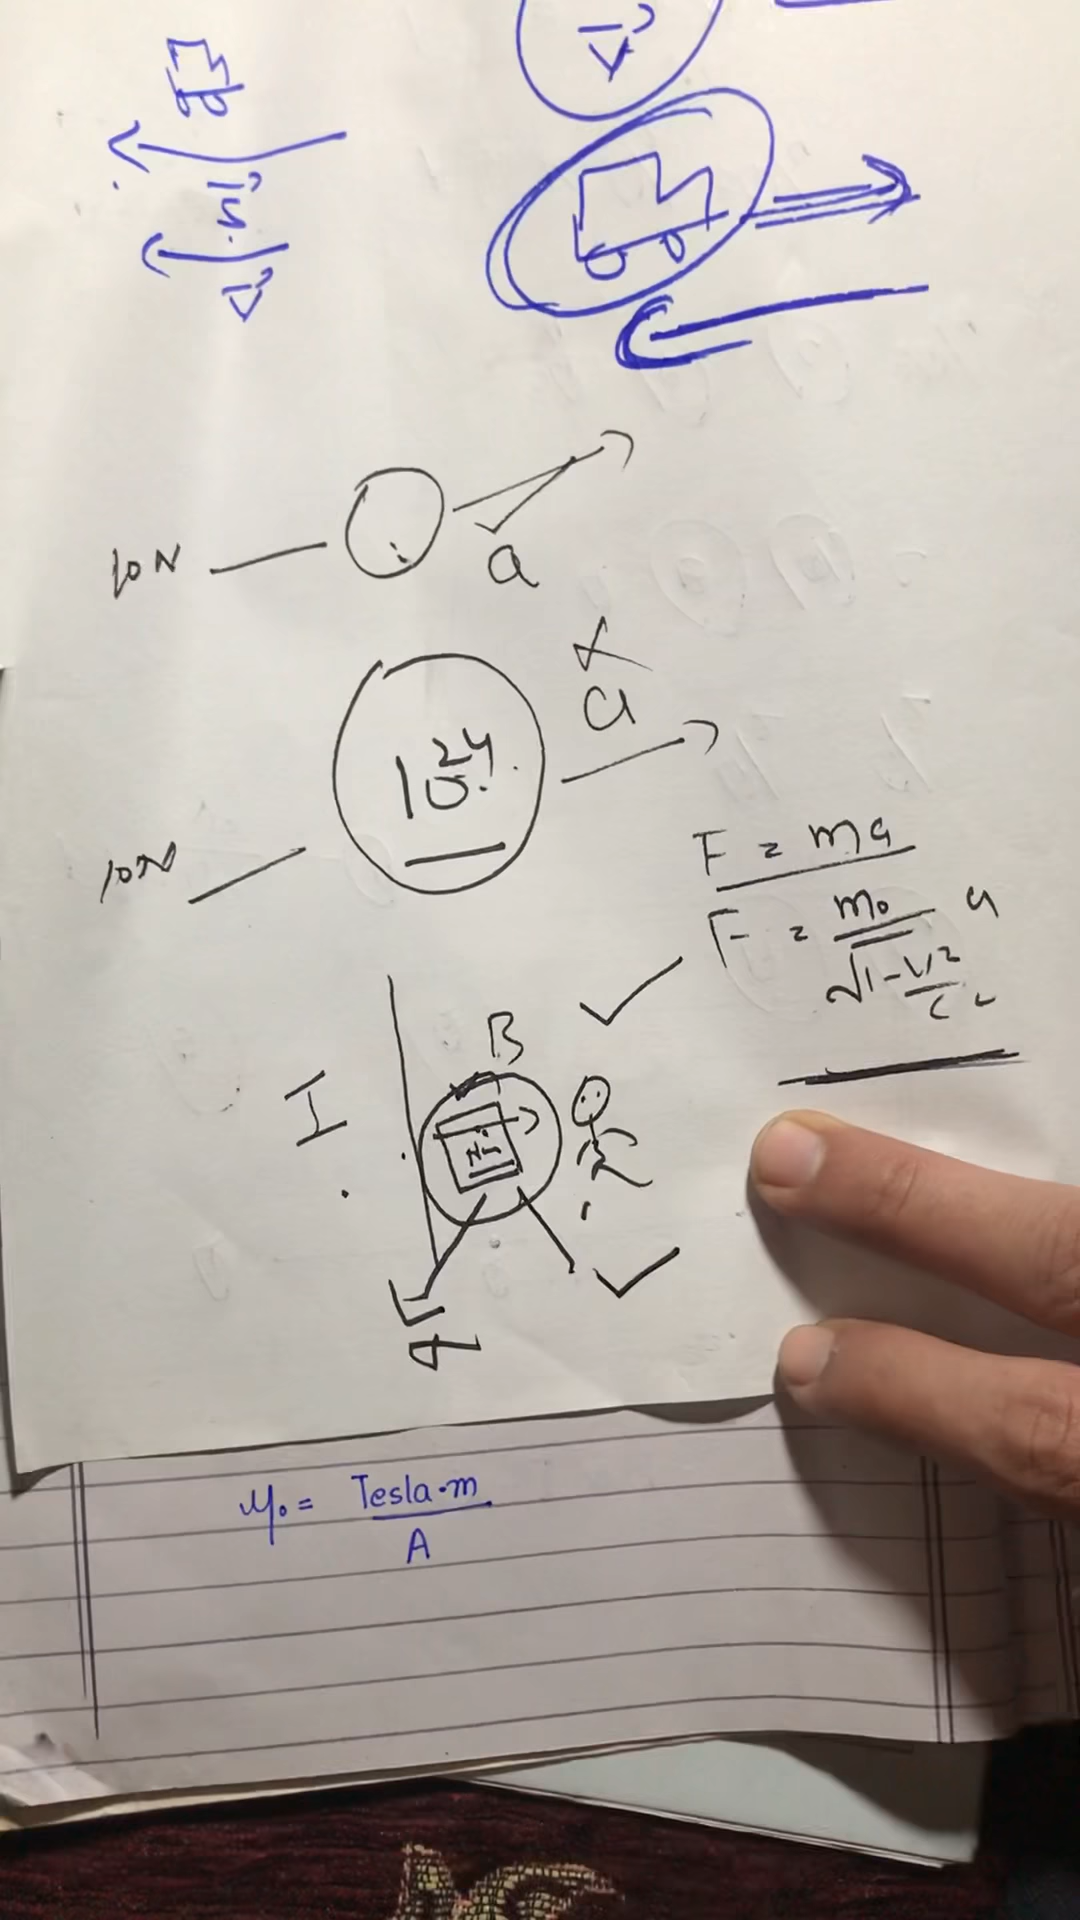 V
S
V
10N
a
a
10²⁴
10N
F = ma
F = m₀ a
√1-v²
c²
B
I
μ₀ = Tesla·m
A